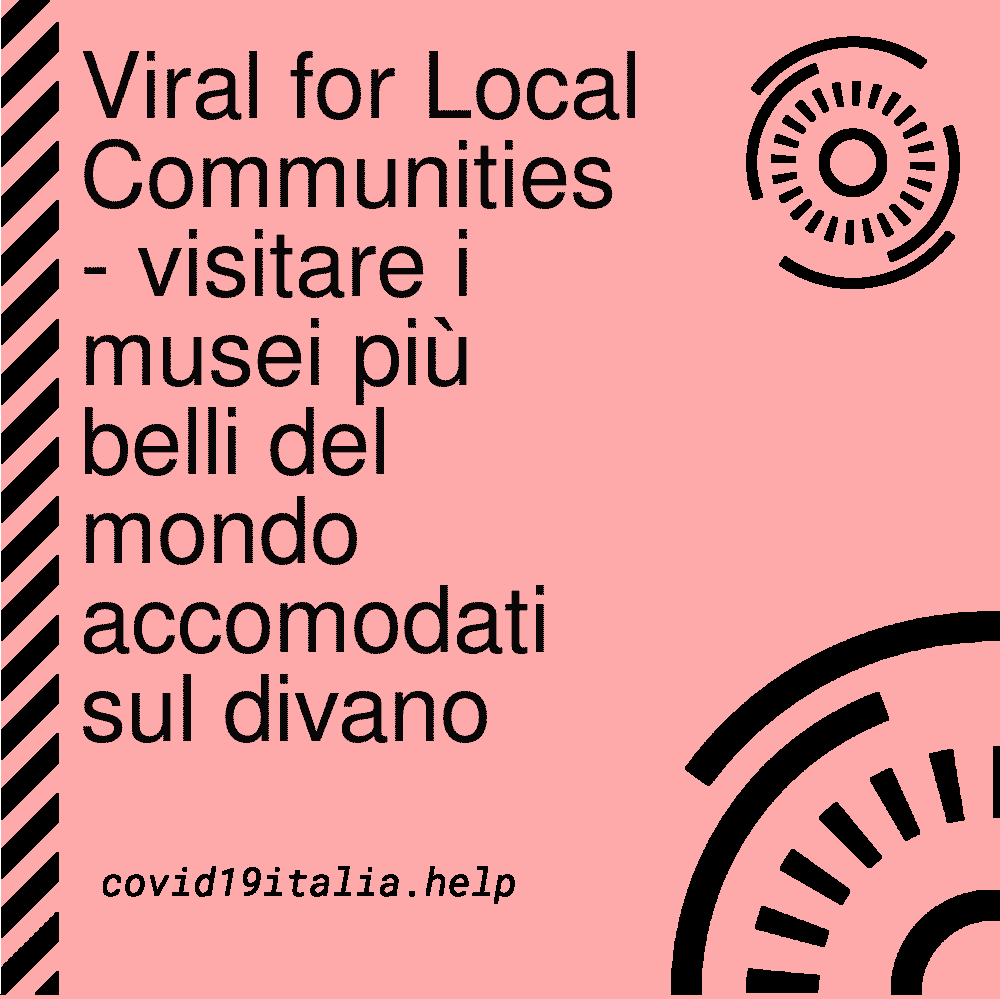 Viral for Local
Communities
- visitare i
musei più
belli del
mondo
accomodati
sul divano
covid19italia.help